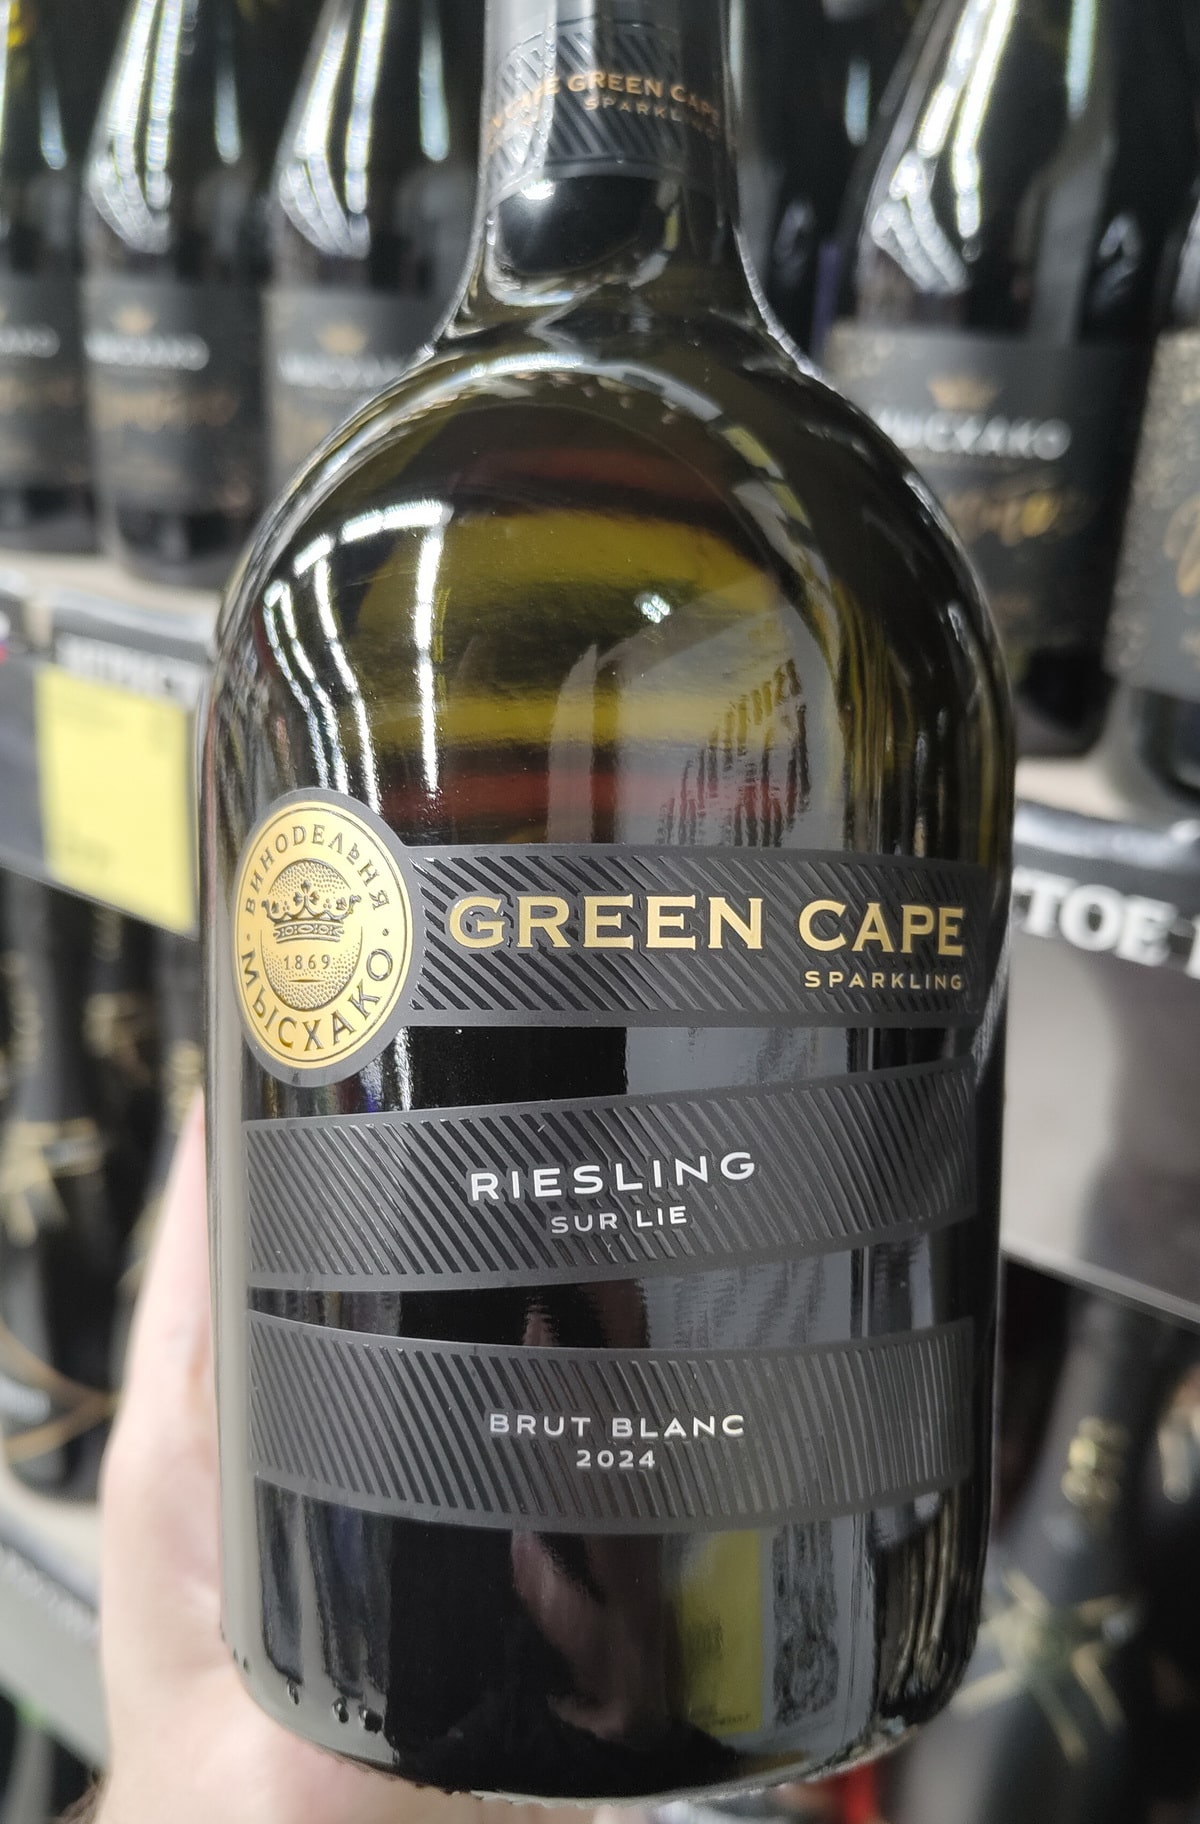 GREEN CAPE
SPARKLING
МЫСХАКО
ВИНОДЕЛЬНЯ
1869
МЫСХАКО
GREEN CAPE
SPARKLING
RIESLING
SUR LIE
BRUT BLANC
2024